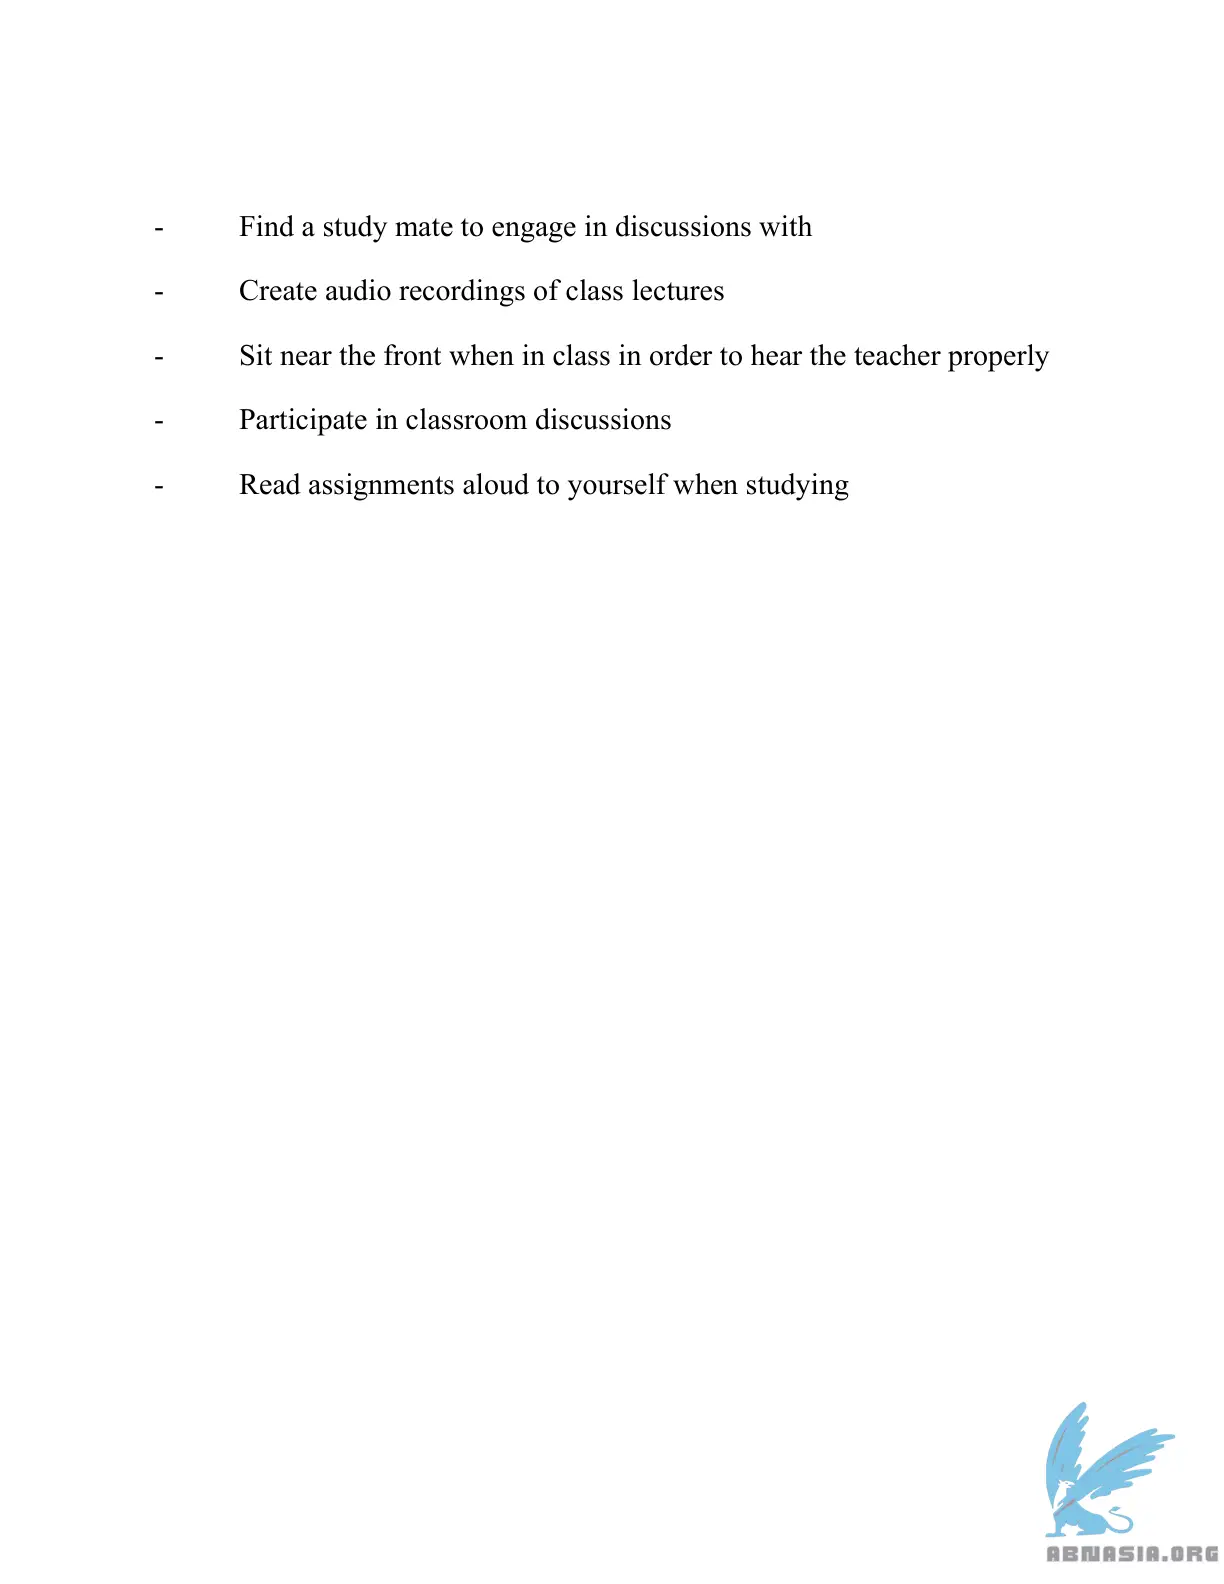 - Find a study mate to engage in discussions with
- Create audio recordings of class lectures
- Sit near the front when in class in order to hear the teacher properly
- Participate in classroom discussions
- Read assignments aloud to yourself when studying
ABNASIA.ORG